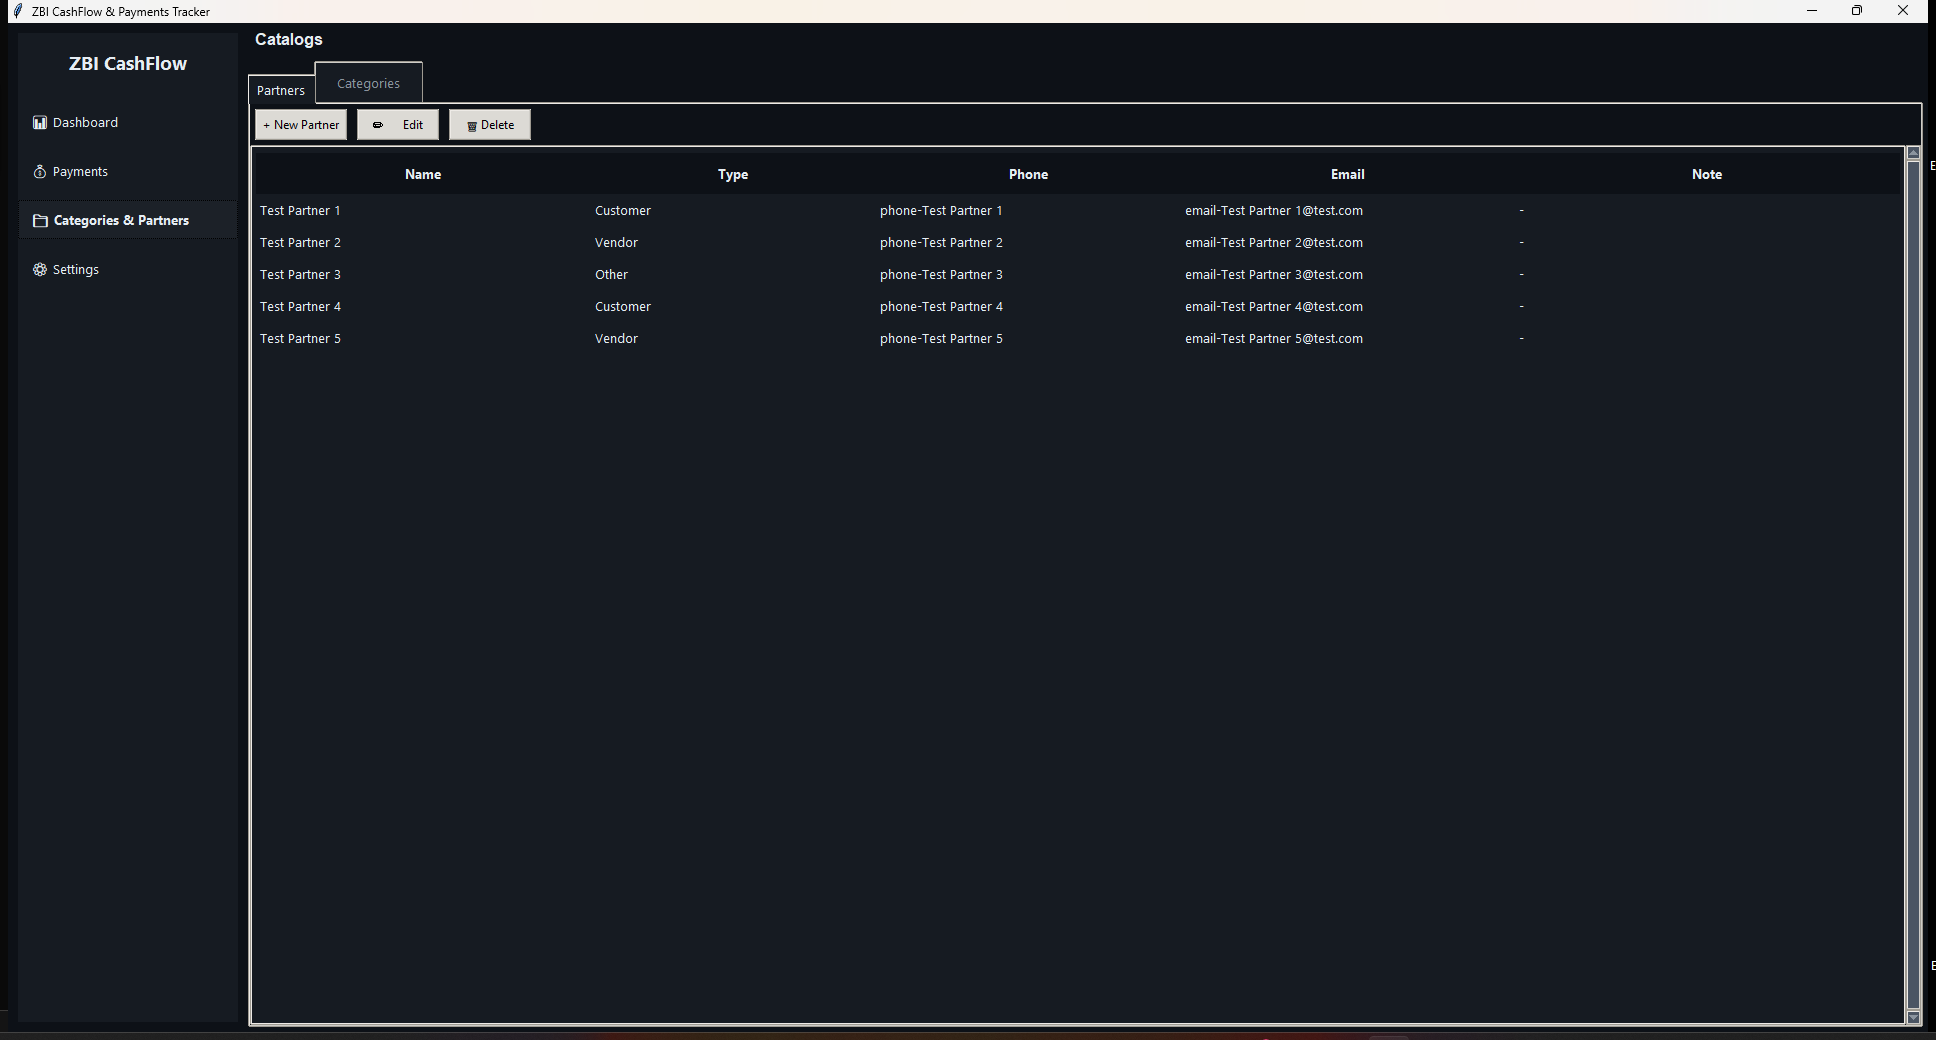 ZBI CashFlow & Payments Tracker
ZBI CashFlow
Dashboard
Payments
Categories & Partners
Settings
Catalogs
Partners Categories
+ New Partner Edit Delete
Name Type Phone Email Note
Test Partner 1 Customer phone-Test Partner 1 email-Test Partner 1@test.com -
Test Partner 2 Vendor phone-Test Partner 2 email-Test Partner 2@test.com -
Test Partner 3 Other phone-Test Partner 3 email-Test Partner 3@test.com -
Test Partner 4 Customer phone-Test Partner 4 email-Test Partner 4@test.com -
Test Partner 5 Vendor phone-Test Partner 5 email-Test Partner 5@test.com -